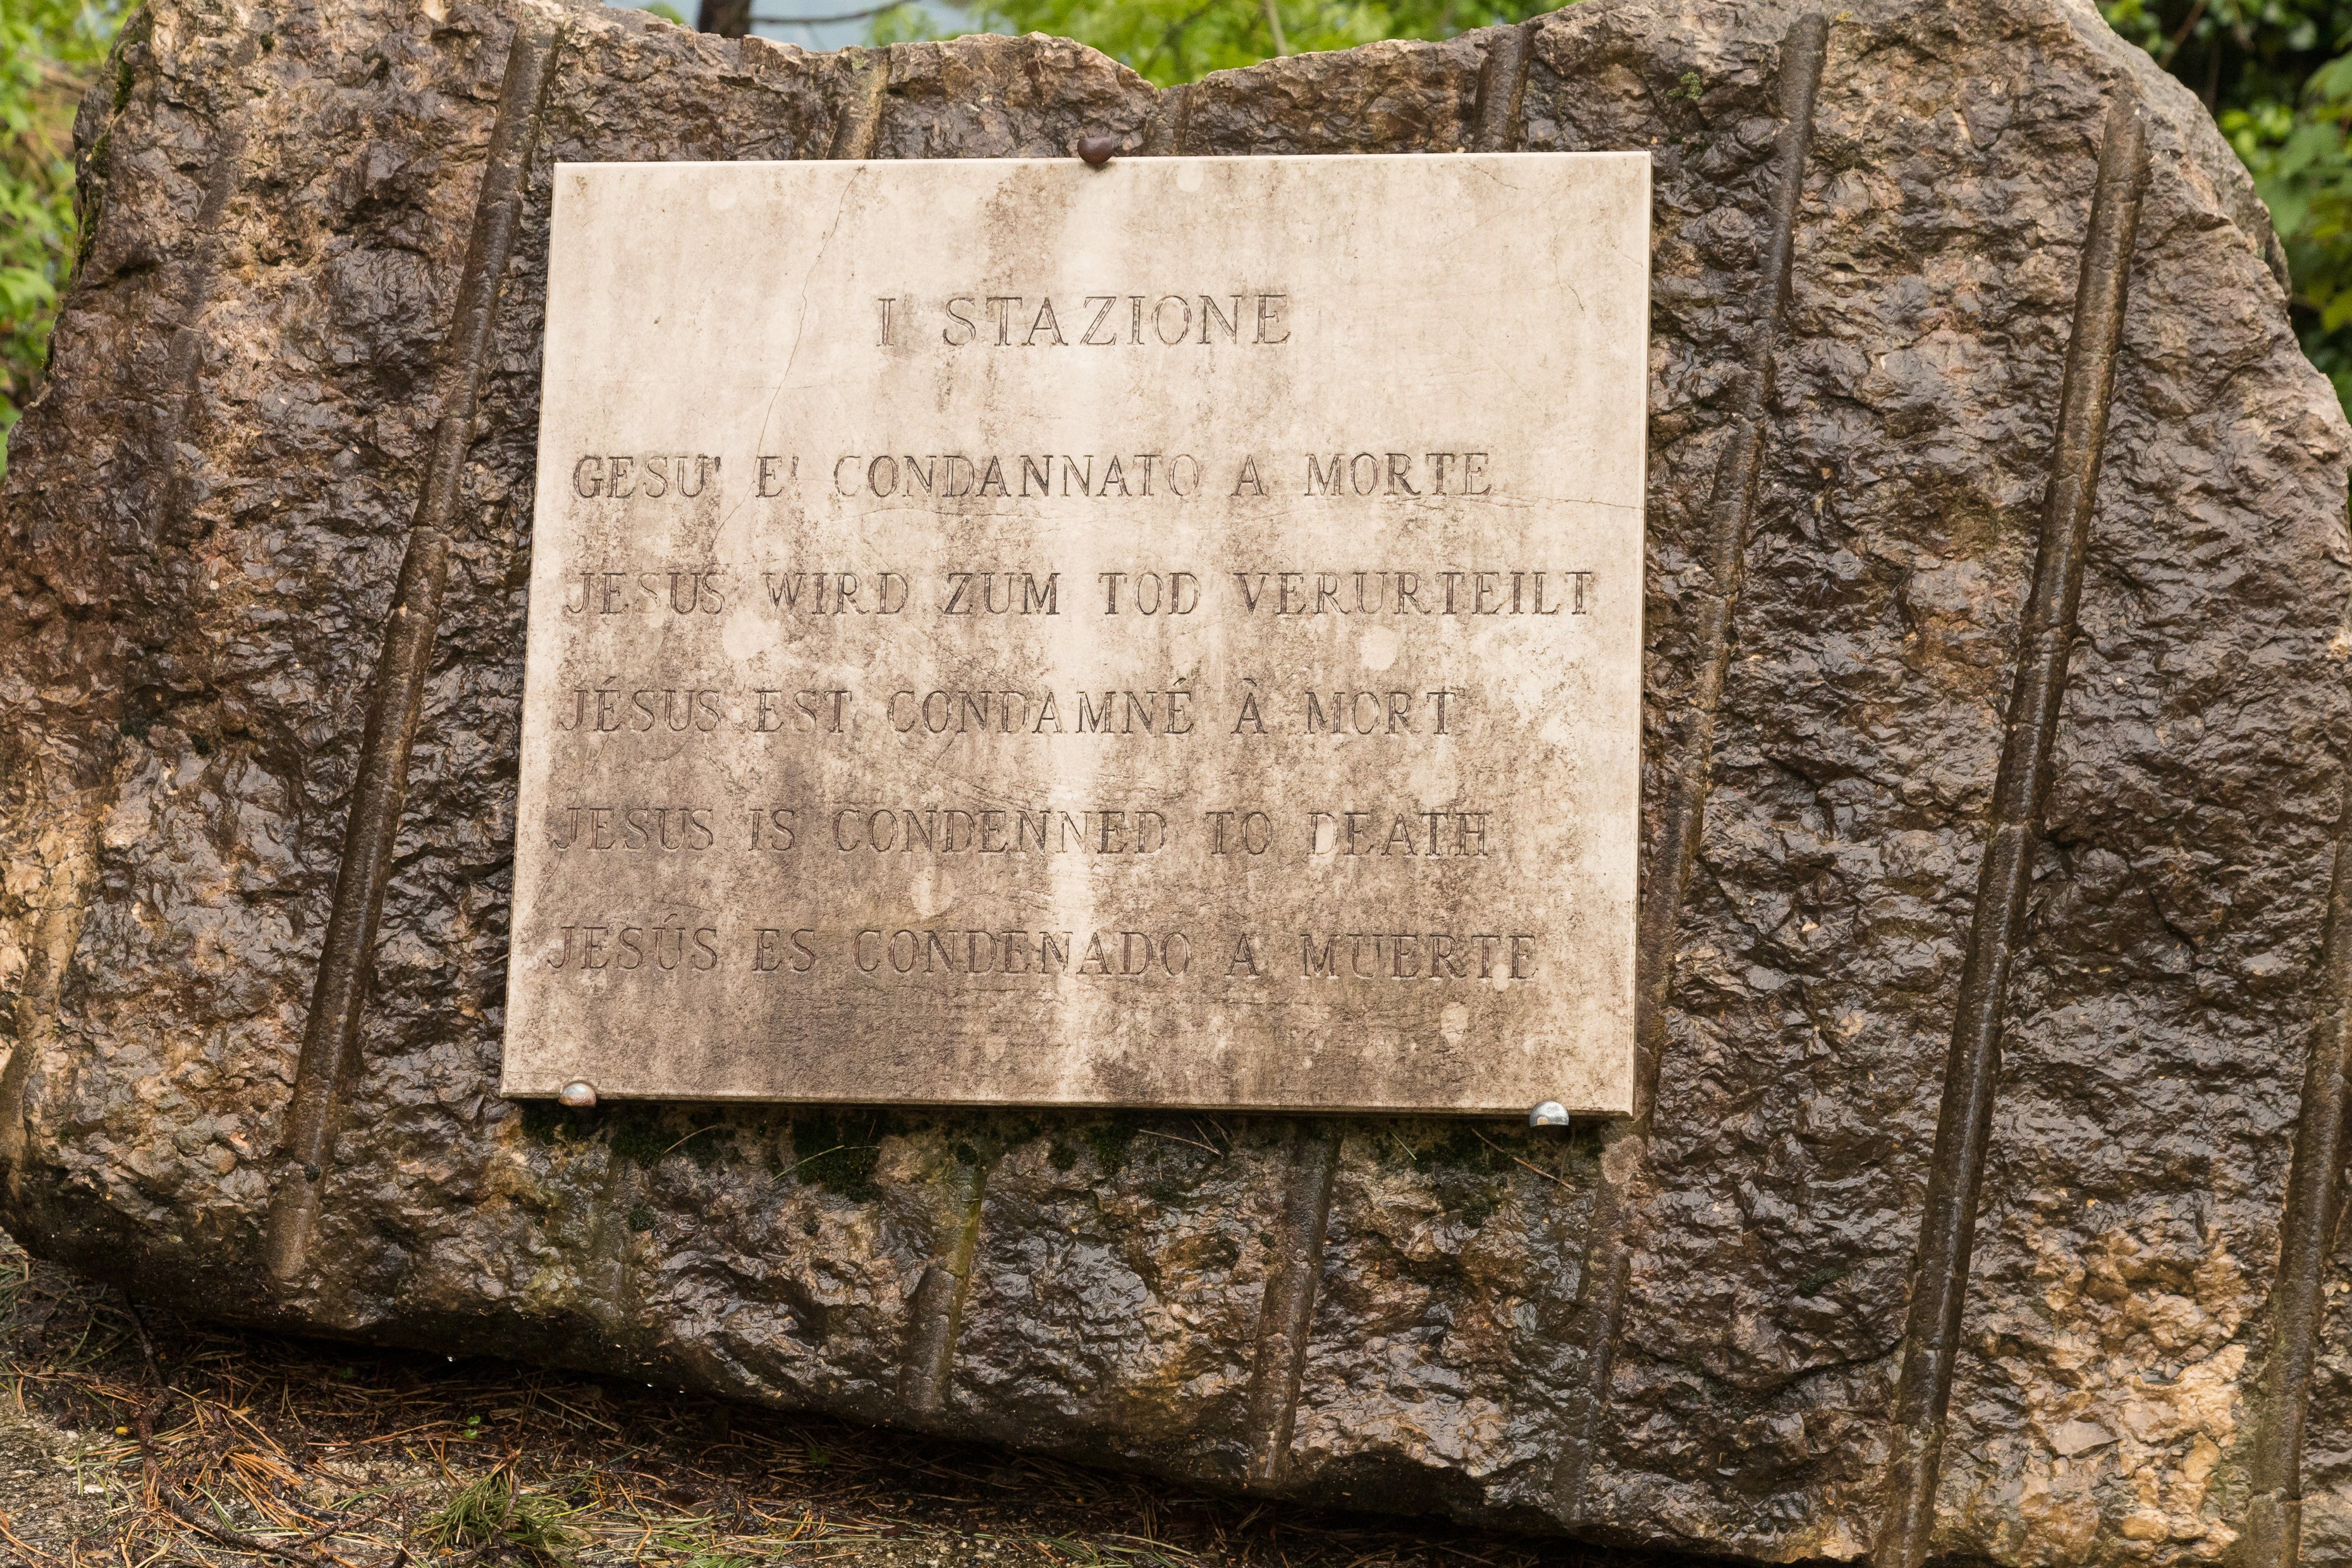 I STAZIONE
GESU' E' CONDANNATO A MORTE
JESUS WIRD ZUM TOD VERURTEILT
JÉSUS EST CONDAMNÉ À MORT
JESUS IS CONDENNED TO DEATH
JESÚS ES CONDENADO A MUERTE